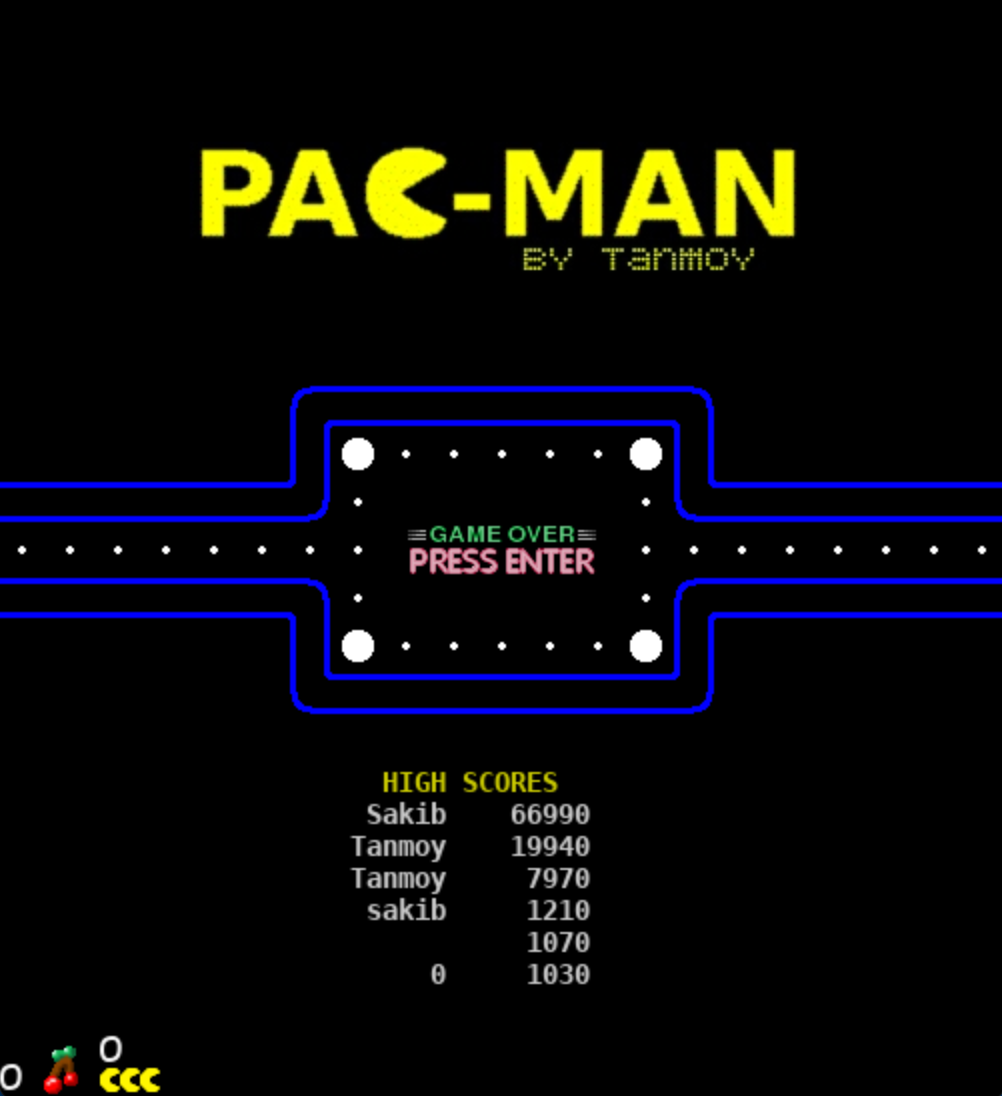 PAC-MAN
BY Tanmoy
GAME OVER
PRESS ENTER
HIGH SCORES
Sakib 66990
Tanmoy 19940
Tanmoy 7970
sakib 1210
1070
0 1030
0
0